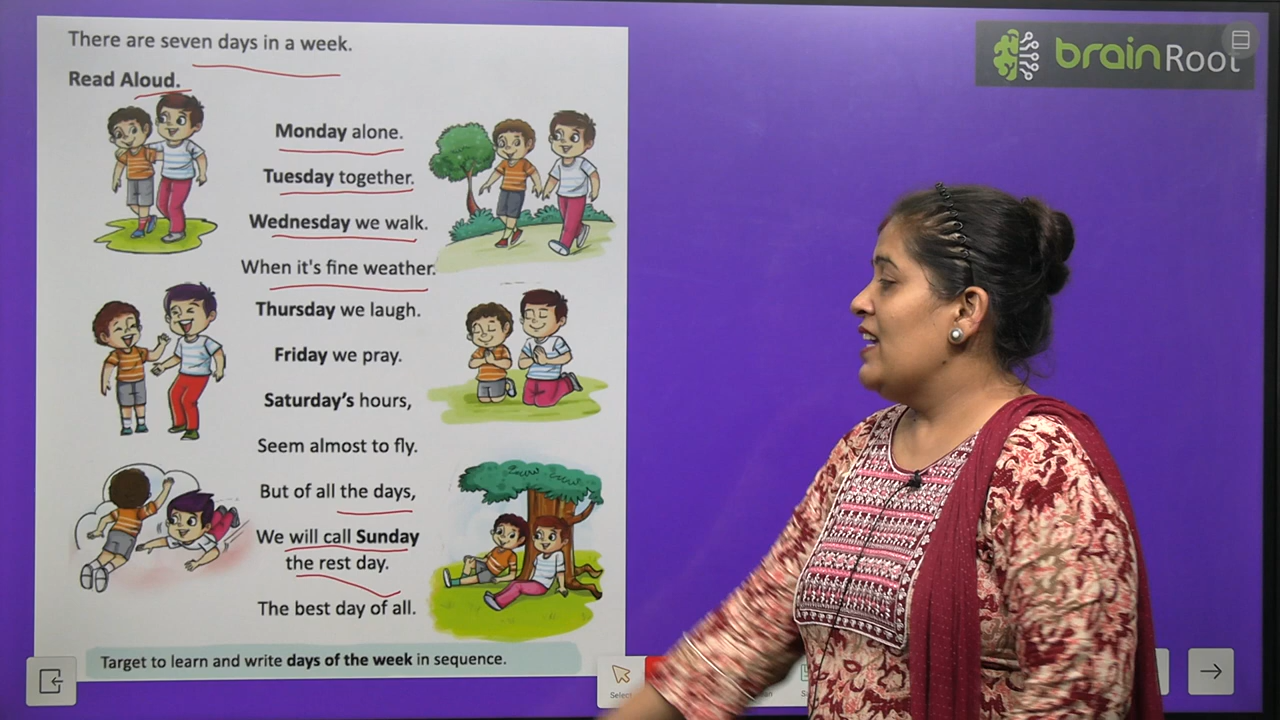 There are seven days in a week.
Read Aloud.
Monday alone.
Tuesday together.
Wednesday we walk.
When it's fine weather.
Thursday we laugh.
Friday we pray.
Saturday's hours,
Seem almost to fly.
But of all the days,
We will call Sunday
the rest day.
The best day of all.
Target to learn and write days of the week in sequence.
brainRoot
Select